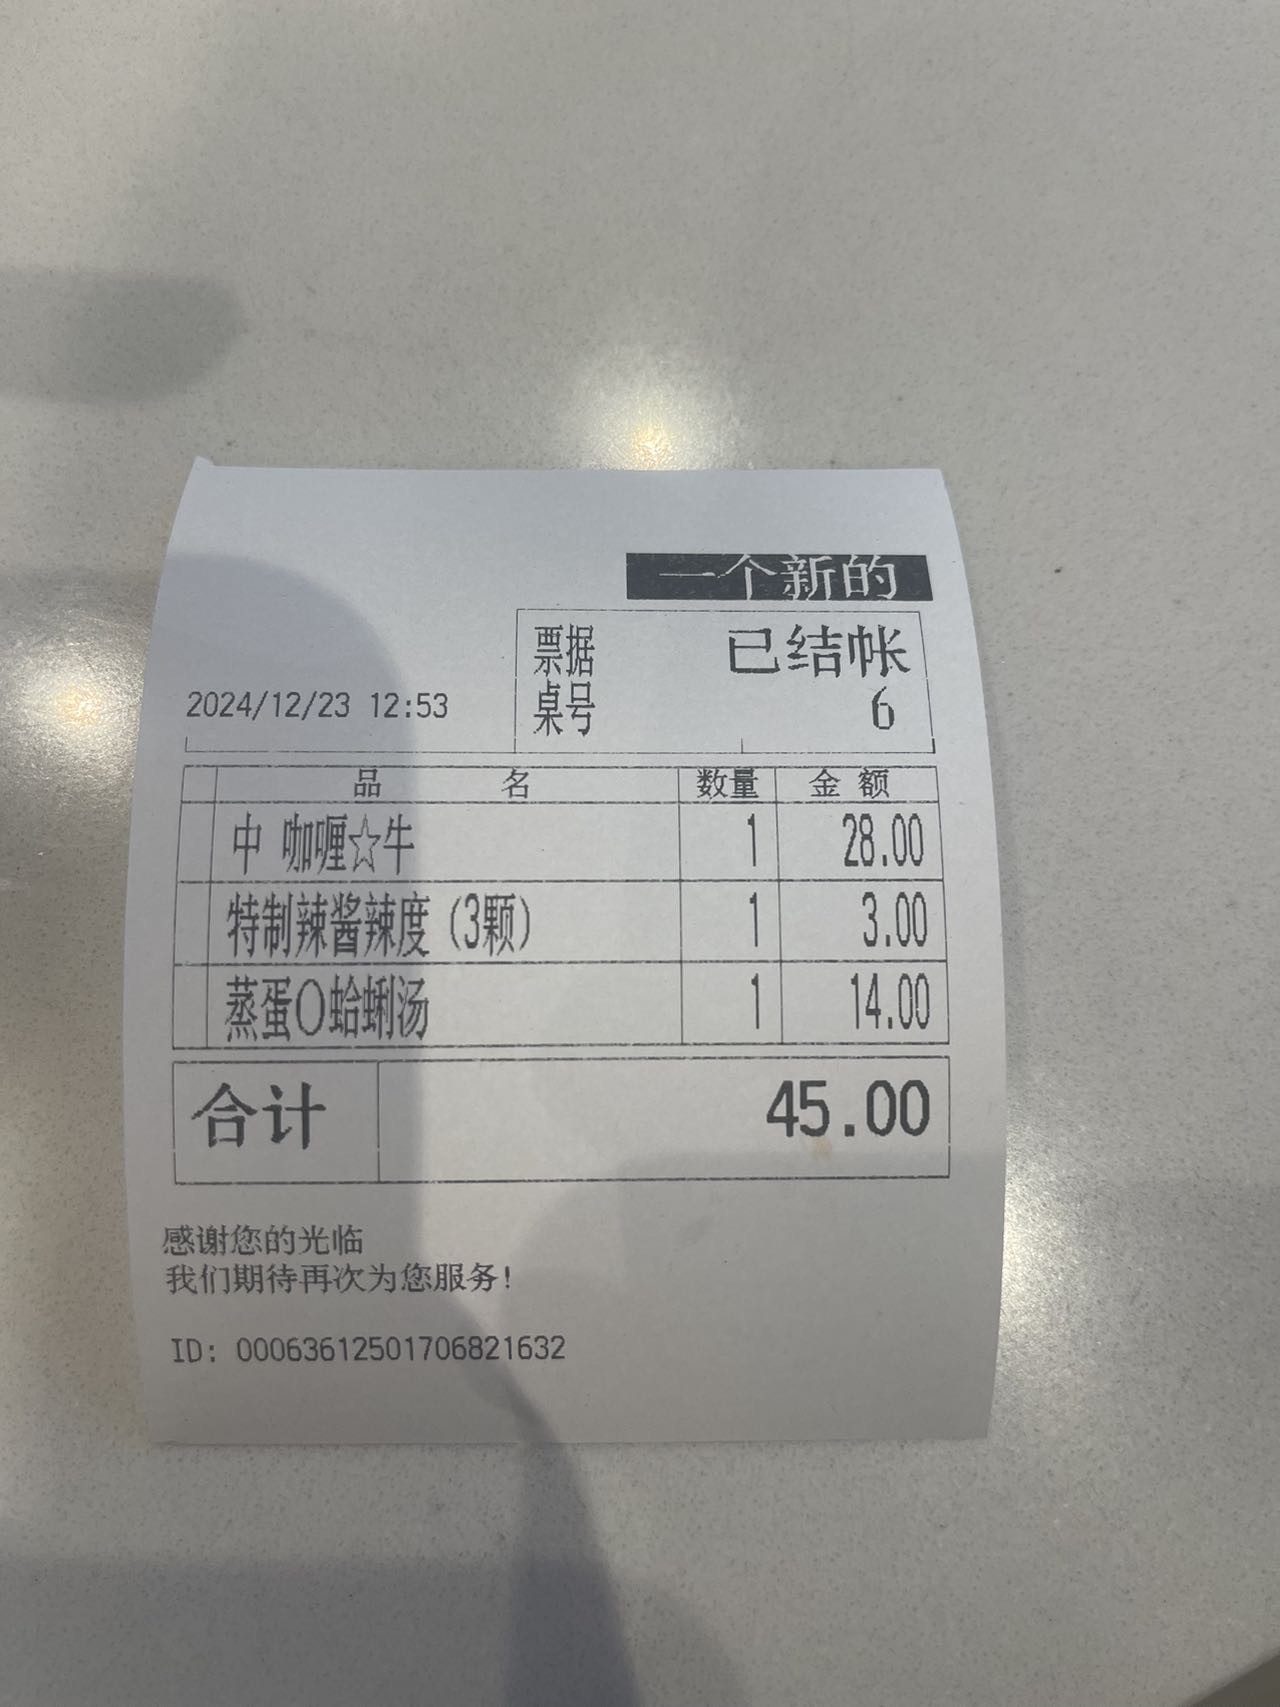 一个新的
票据 已结帐
2024/12/23 12:53 桌号 6
品 名 数量 金 额
中 咖喱☆牛 1 28.00
特制辣酱辣度 (3颗) 1 3.00
蒸蛋〇蛤蜊汤 1 14.00
合计 45.00
感谢您的光临
我们期待再次为您服务!
ID: 00063612501706821632